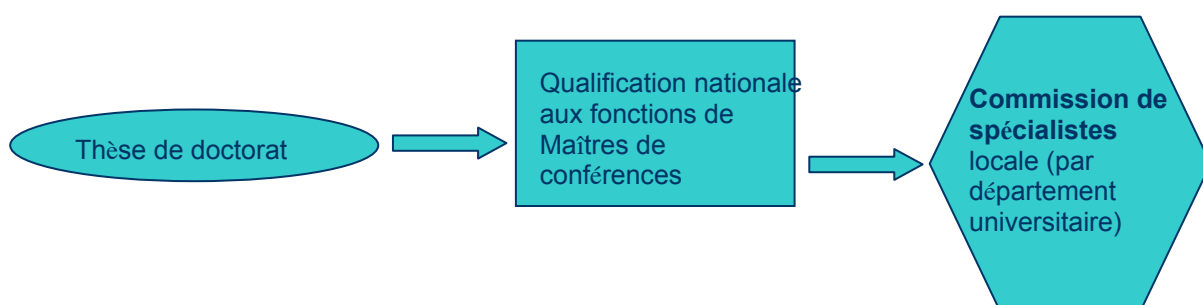 Thèse de doctorat
Qualification nationale
aux fonctions de
Maîtres de
conférences
Commission de
spécialistes
locale (par
département
universitaire)